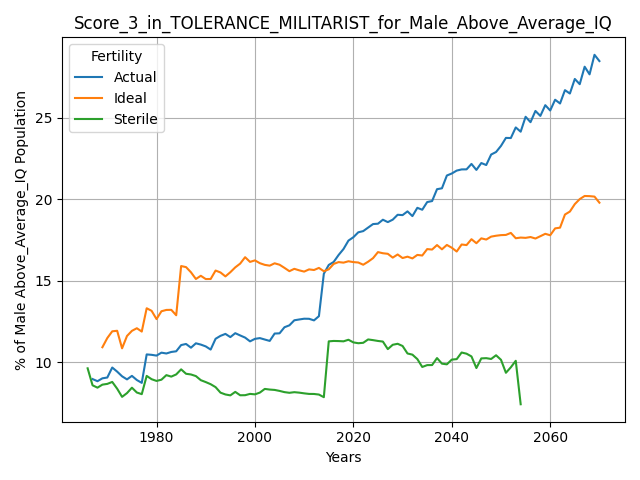 Score_3_in_TOLERANCE_MILITARIST_for_Male_Above_Average_IQ
Fertility
Actual
Ideal
Sterile
% of Male Above_Average_IQ Population
25
20
15
10
1980
2000
2020
2040
2060
Years